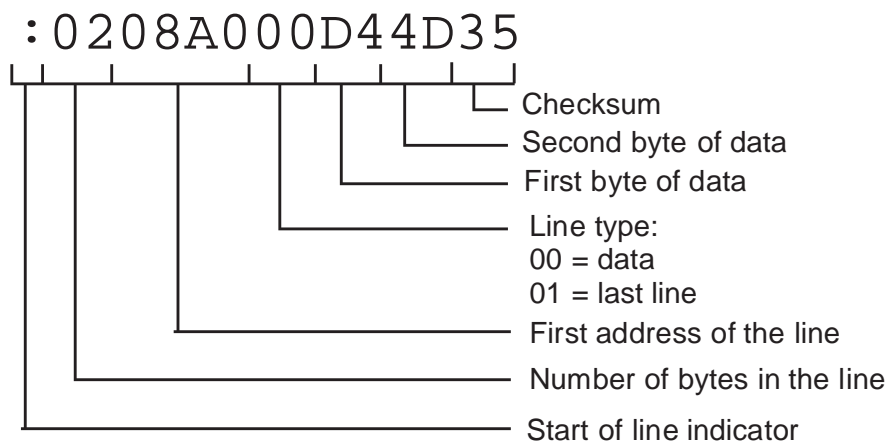 :0208A000D44D35
Checksum
Second byte of data
First byte of data
Line type:
00 = data
01 = last line
First address of the line
Number of bytes in the line
Start of line indicator